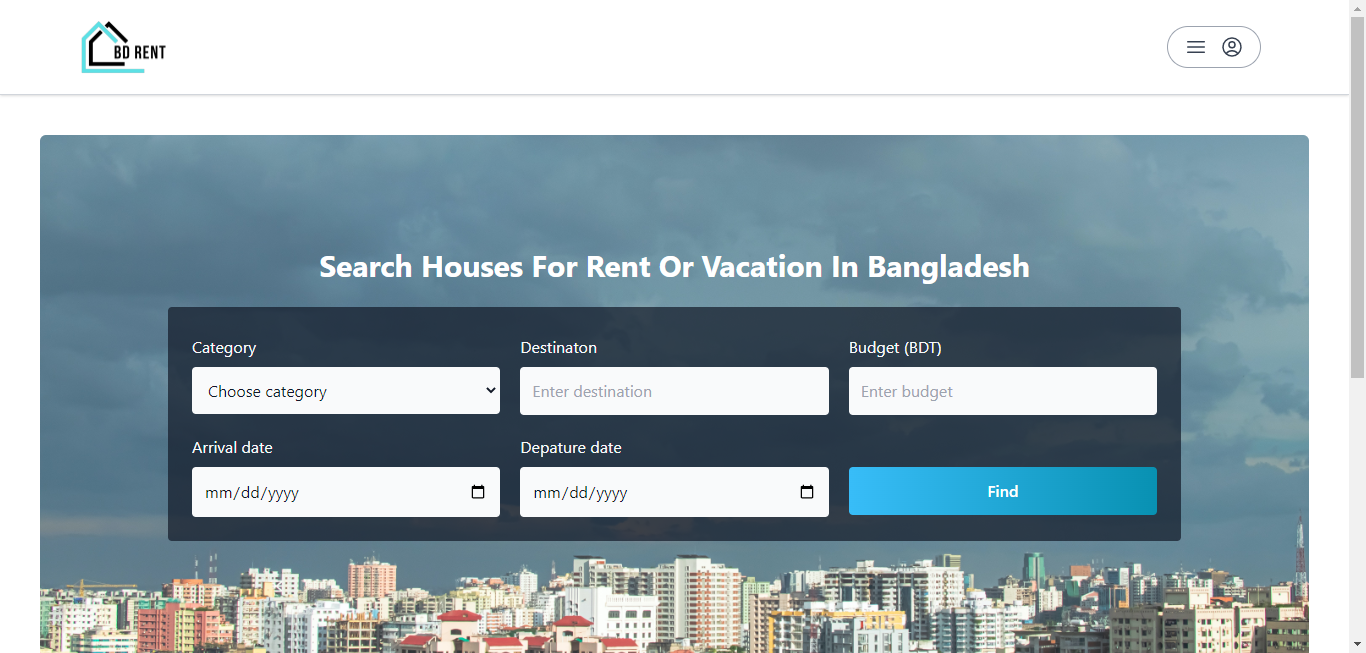 BD RENT
Search Houses For Rent Or Vacation In Bangladesh
Category
Destinaton
Budget (BDT)
Choose category
Enter destination
Enter budget
Arrival date
Depature date
mm/dd/yyyy
mm/dd/yyyy
Find